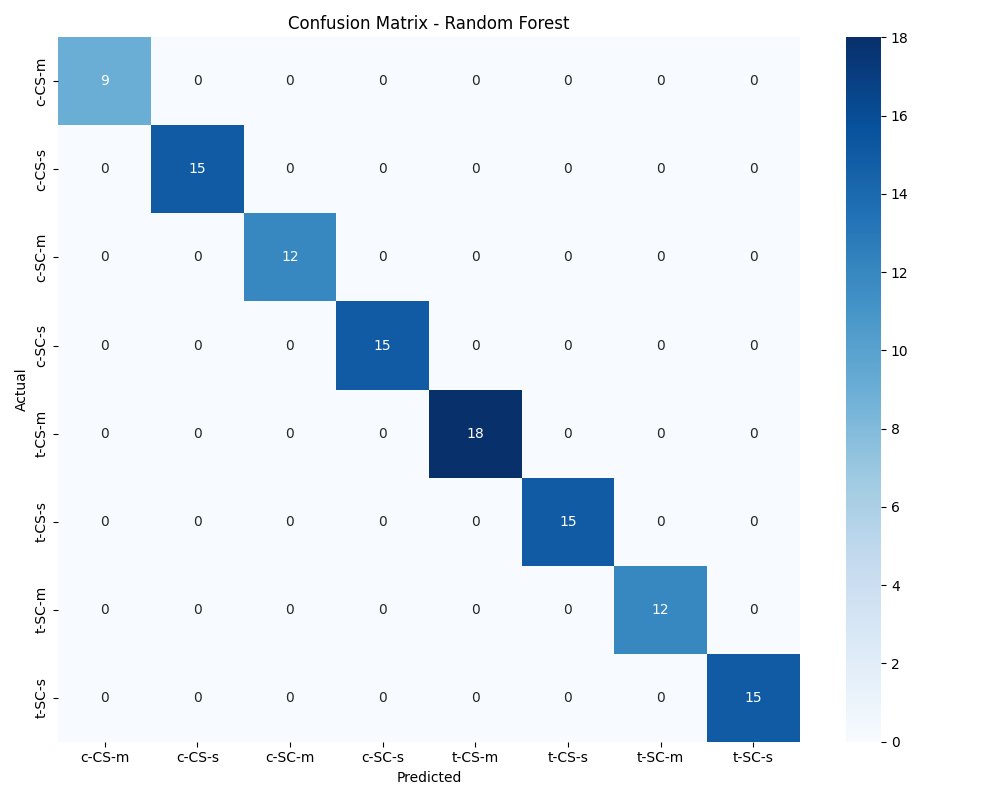 Confusion Matrix - Random Forest
c-CS-m 9 0 0 0 0 0 0 0
c-CS-s 0 15 0 0 0 0 0 0
c-SC-m 0 0 12 0 0 0 0 0
c-SC-s 0 0 0 15 0 0 0 0
t-CS-m 0 0 0 0 18 0 0 0
t-CS-s 0 0 0 0 0 15 0 0
t-SC-m 0 0 0 0 0 0 12 0
t-SC-s 0 0 0 0 0 0 0 15
Actual
c-CS-m c-CS-s c-SC-m c-SC-s t-CS-m t-CS-s t-SC-m t-SC-s
Predicted
18
16
14
12
10
8
6
4
2
0